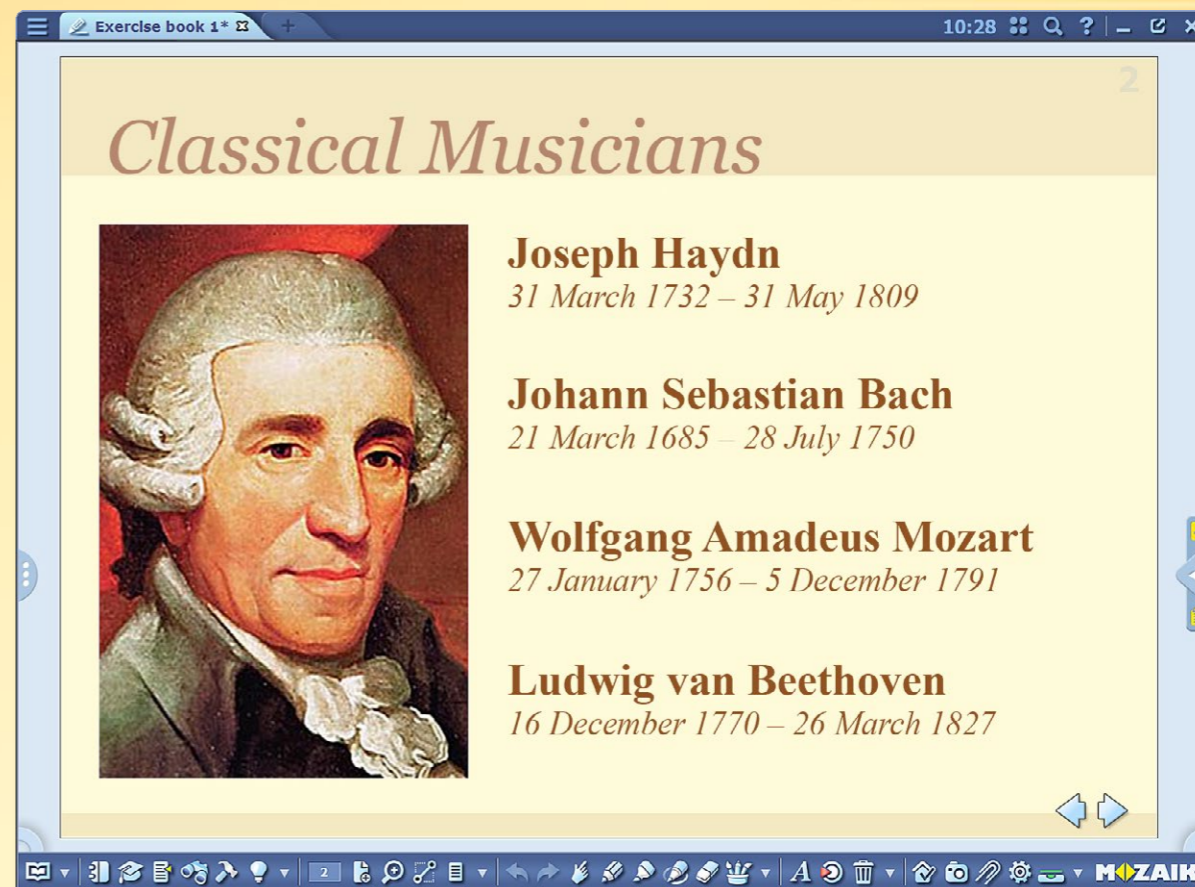 Exercise book 1*
10:28
2
Classical Musicians
Joseph Haydn
31 March 1732 – 31 May 1809
Johann Sebastian Bach
21 March 1685 – 28 July 1750
Wolfgang Amadeus Mozart
27 January 1756 – 5 December 1791
Ludwig van Beethoven
16 December 1770 – 26 March 1827
2
MOZAIK